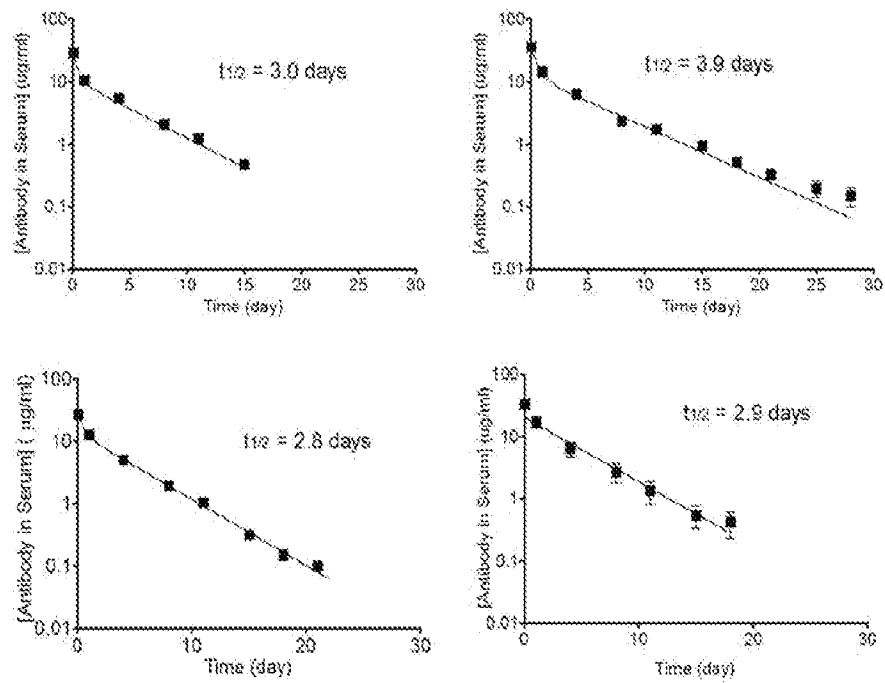 [Antibody in Serum] (ug/ml)
100
10
1
0.1
0.01
t1/2 = 3.0 days
0 5 10 15 20 25 30
Time (day)
[Antibody in Serum] (ug/ml)
100
10
1
0.1
0.01
t1/2 = 3.9 days
0 5 10 15 20 25 30
Time (day)
[Antibody in Serum] ( µg/ml)
100
10
1
0.1
0.01
t1/2 = 2.8 days
0 5 10 15 20 25 30
Time (day)
[Antibody in Serum] (ug/ml)
100
10
1
0.1
0.01
t1/2 = 2.9 days
0 10 20 30
Time (day)